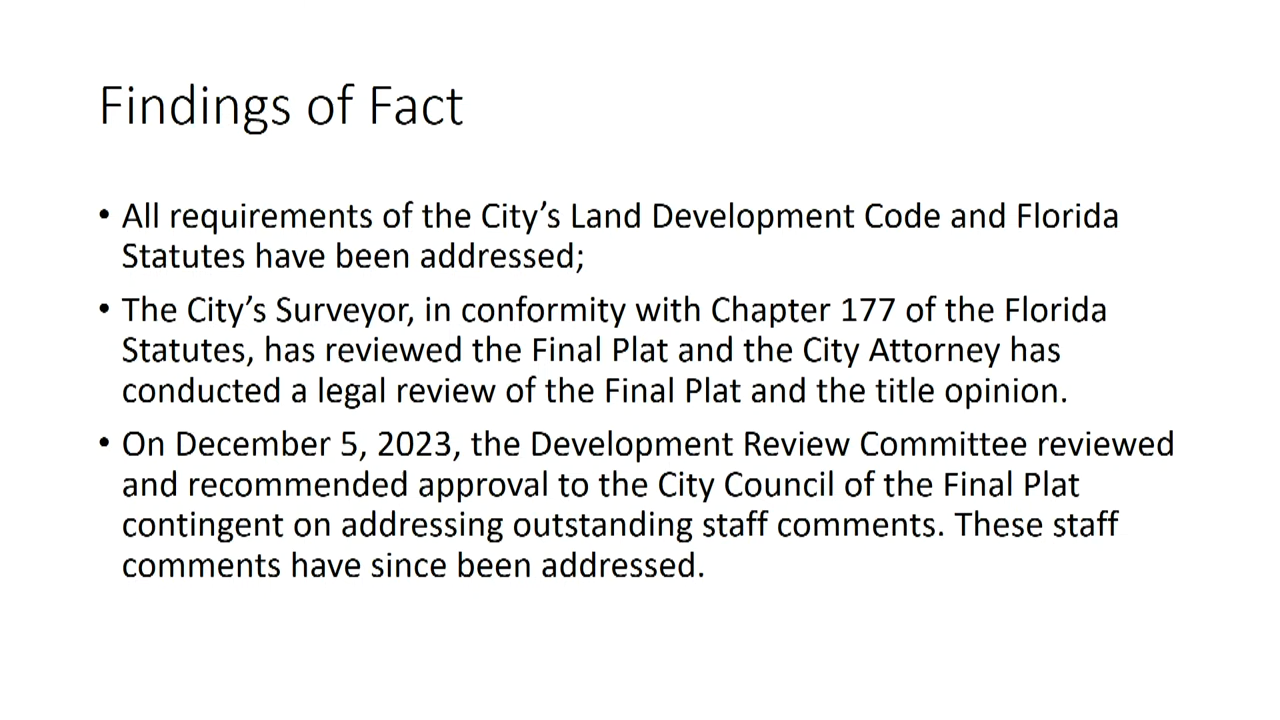 Findings of Fact
• All requirements of the City’s Land Development Code and Florida
Statutes have been addressed;
• The City’s Surveyor, in conformity with Chapter 177 of the Florida
Statutes, has reviewed the Final Plat and the City Attorney has
conducted a legal review of the Final Plat and the title opinion.
• On December 5, 2023, the Development Review Committee reviewed
and recommended approval to the City Council of the Final Plat
contingent on addressing outstanding staff comments. These staff
comments have since been addressed.